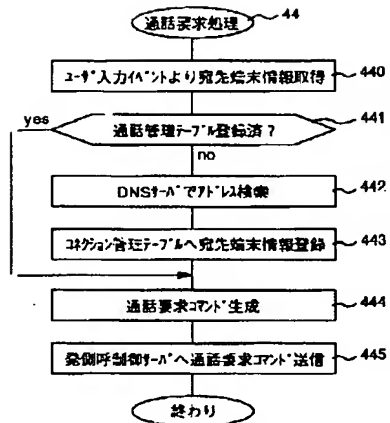 通話要求処理
44
ユーザ入力イベントより宛先端末情報取得
440
441
yes
通話管理テーブル登録済?
no
DNSサーバでアドレス検索
442
コネクション管理テーブルへ宛先端末情報登録
443
通話要求コマンド生成
444
発側呼制御サーバへ通話要求コマンド送信
445
終わり